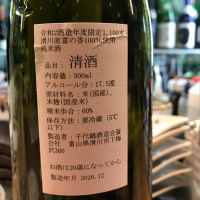 令和2酒造年度限定1,100本
滑川産富の香100%使用
純米酒
品目: 清酒
内容容量: 900ml
アルコール分: 17.5度
原材料名: 米(国産)、
米麹(国産米)
精米歩合: 60%
保存方法: 要冷蔵 (5℃
以下)
製造者: 千代鶴酒造合資
会社 富山県滑川市下梅
沢360
お酒は20歳になってから
製造年月 2020.12